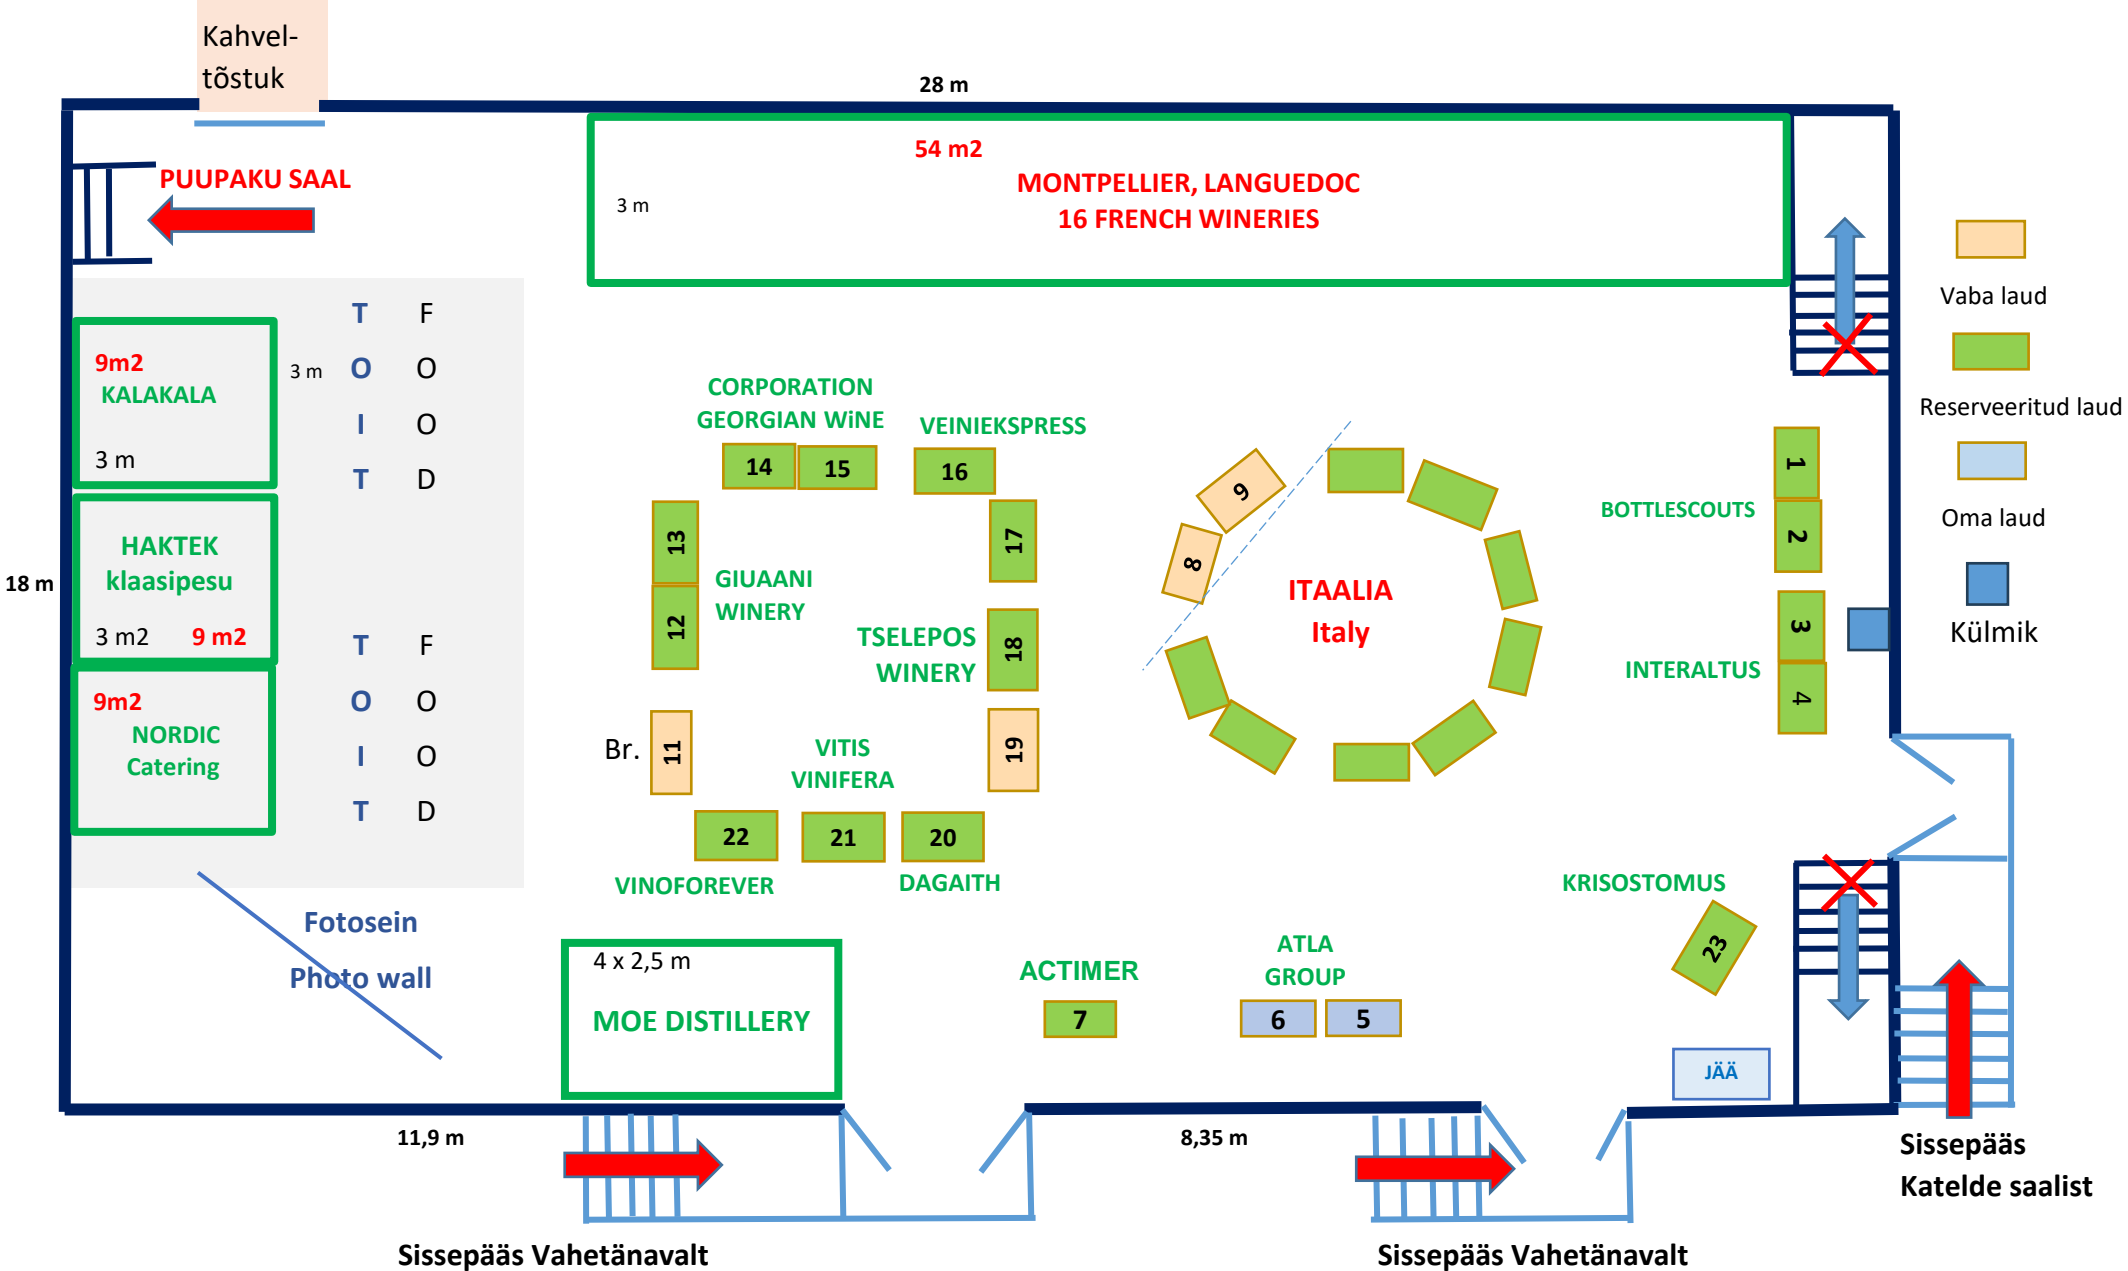 Kahvel-
tõstuk
28 m
54 m2
MONTPELLIER, LANGUEDOC
16 FRENCH WINERIES
3 m
PUUPAKU SAAL
Vaba laud
Reserveeritud laud
Oma laud
Külmik
T F
O O
I O
T D
9m2
KALAKALA
3 m
3 m
HAKTEK
klaasipesu
3 m2 9 m2
18 m
9m2
NORDIC
Catering
T F
O O
I O
T D
CORPORATION
GEORGIAN WiNE
14
15
VEINIEKSPRESS
16
13
12
GIUAANI
WINERY
17
TSELEPOS
WINERY
18
Br.
11
VITIS
VINIFERA
19
22
21
20
VINOFOREVER
DAGAITH
9
8
ITAALIA
Italy
1
BOTTLESCOUTS
2
3
INTERALTUS
4
KRISOSTOMUS
23
Fotosein
Photo wall
4 x 2,5 m
MOE DISTILLERY
ACTIMER
7
ATLA
GROUP
6
5
JÄÄ
11,9 m
8,35 m
Sissepääs
Katelde saalist
Sissepääs Vahetänavalt
Sissepääs Vahetänavalt